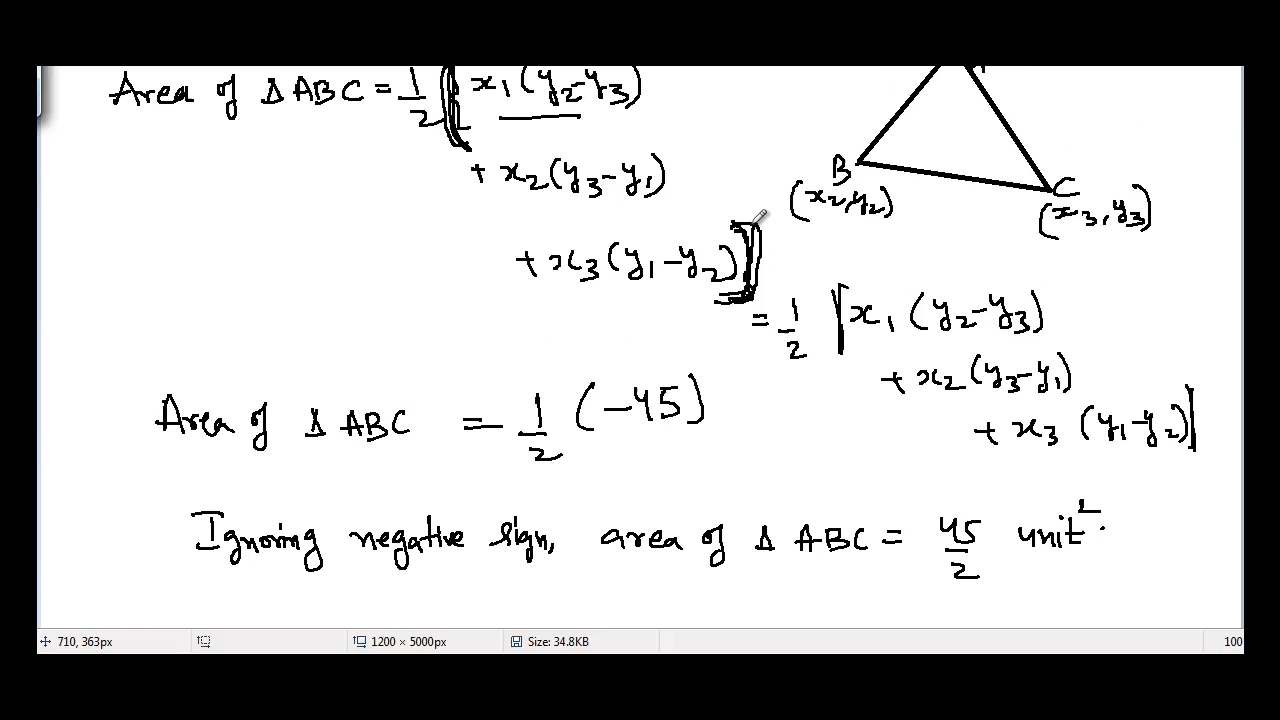 Area of Δ ABC = 1/2 [x₁(y₂-y₃)
+ x₂(y₃-y₁)
+ x₃(y₁-y₂)]
B
(x₂,y₂)
C
(x₃,y₃)
= 1/2 |x₁(y₂-y₃)
+ x₂(y₃-y₁)
+ x₃(y₁-y₂)|
Area of Δ ABC = 1/2 (-45)
Ignoring negative sign, area of Δ ABC = 45/2 unit².
710, 363px 1200 × 5000px Size: 34.8KB 100